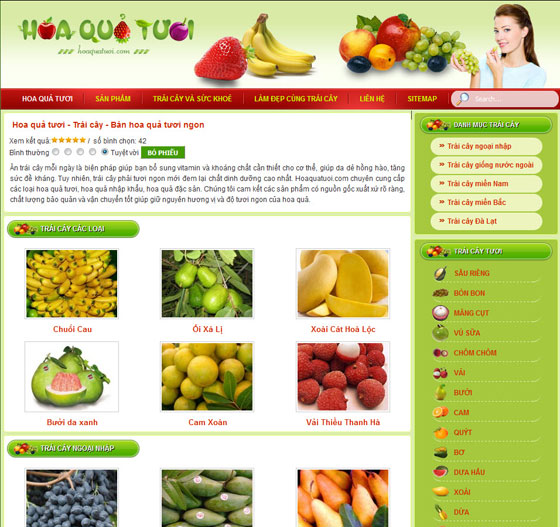 HOA QUẢ TƯƠI
hoaquatuoi.com
HOA QUẢ TƯƠI
SẢN PHẨM
TRÁI CÂY VÀ SỨC KHOẺ
LÀM ĐẸP CÙNG TRÁI CÂY
LIÊN HỆ
SITEMAP
Search...
Hoa quả tươi - Trái cây - Bán hoa quả tươi ngon
Xem kết quả: / số bình chọn: 42
Bình thường Tuyệt vời BỎ PHIẾU
Ăn trái cây mỗi ngày là biện pháp giúp bạn bổ sung vitamin và khoáng chất cần thiết cho cơ thể, giúp da dẻ hồng hào, tăng
sức đề kháng. Tuy nhiên, trái cây phải tươi ngon mới đem lại chất dinh dưỡng cao nhất. Hoaquatuoi.com chuyên cung cấp
các loại hoa quả tươi, hoa quả nhập khẩu, hoa quả đặc sản. Chúng tôi cam kết các sản phẩm có nguồn gốc xuất xứ rõ ràng,
chất lượng bảo quản và vận chuyển tốt giúp giữ nguyên hương vị và độ tươi ngon của hoa quả.
TRÁI CÂY CÁC LOẠI
Chuối Cau
Ổi Xá Lị
Xoài Cát Hoà Lộc
Bưởi da xanh
Cam Xoàn
Vải Thiều Thanh Hà
TRÁI CÂY NGOẠI NHẬP
DANH MỤC TRÁI CÂY
Trái cây ngoại nhập
Trái cây giống nước ngoài
Trái cây miền Nam
Trái cây miền Bắc
Trái cây Đà Lạt
TRÁI CÂY TƯƠI
SẦU RIÊNG
BÒN BON
MĂNG CỤT
VÚ SỮA
CHÔM CHÔM
VẢI
BƯỞI
CAM
QUÝT
BƠ
DƯA HẤU
XOÀI
DỪA